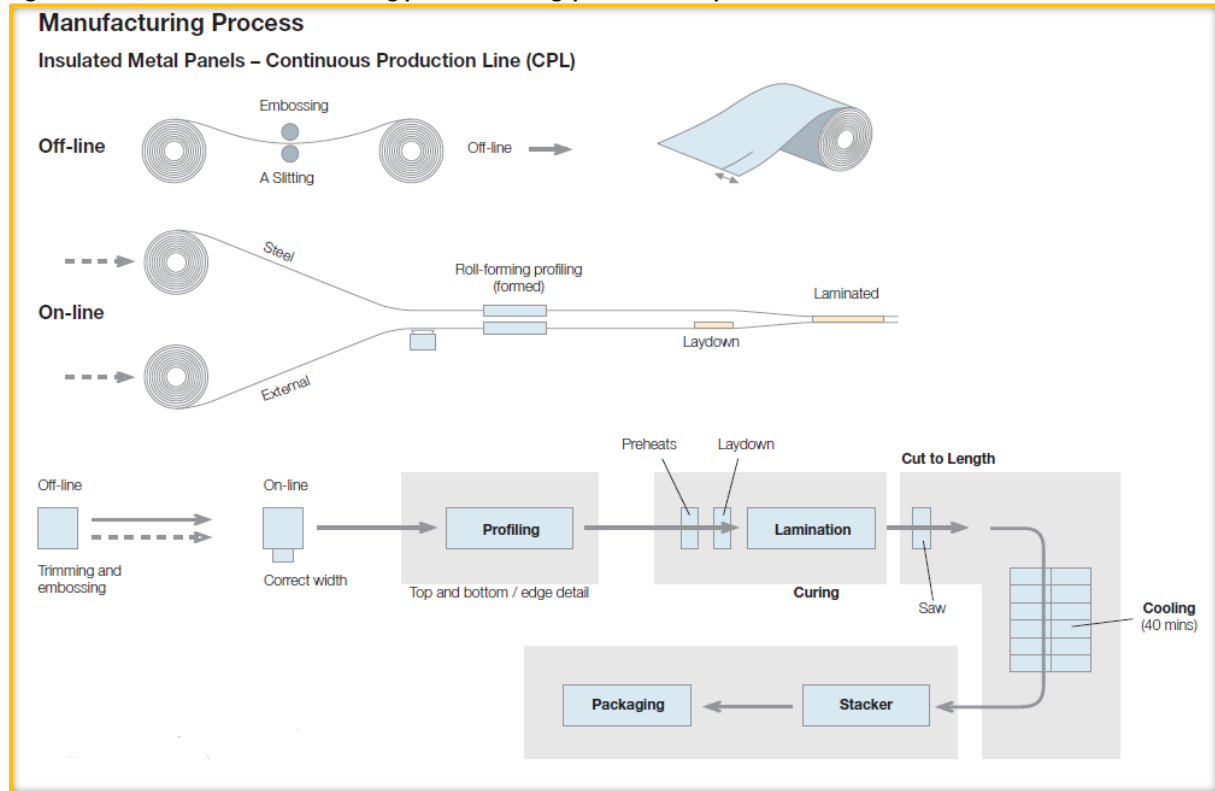 Manufacturing Process
Insulated Metal Panels – Continuous Production Line (CPL)
Embossing
Off-line
Off-line
A Slitting
Steel
Roll-forming profiling
(formed)
Laminated
On-line
Laydown
External
Preheats
Laydown
Cut to Length
Off-line
On-line
Profiling
Lamination
Trimming and
embossing
Correct width
Top and bottom / edge detail
Curing
Saw
Cooling
(40 mins)
Packaging
Stacker